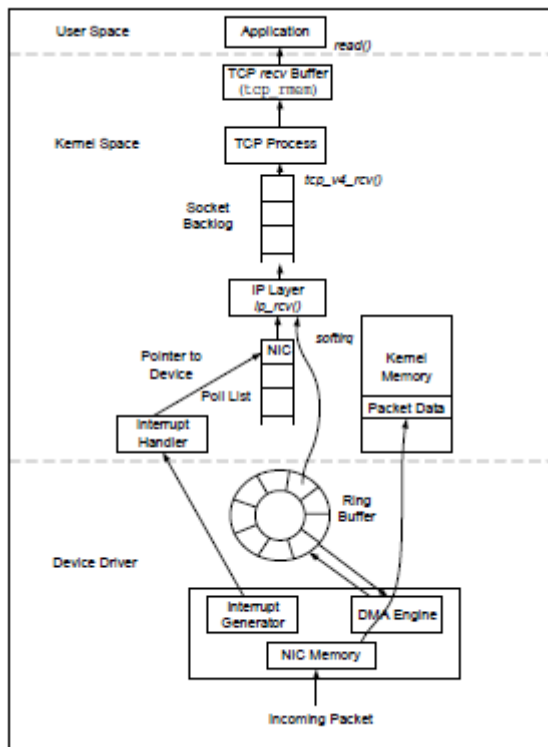 User Space
Application
read()
TCP recv Buffer
(tcp_rmem)
Kernel Space
TCP Process
tcp_v4_rcv()
Socket
Backlog
IP Layer
ip_rcv()
softirq
Pointer to
Device
NIC
Kernel
Memory
Poll List
Packet Data
Interrupt
Handler
Ring
Buffer
Device Driver
Interrupt
Generator
DMA Engine
NIC Memory
Incoming Packet